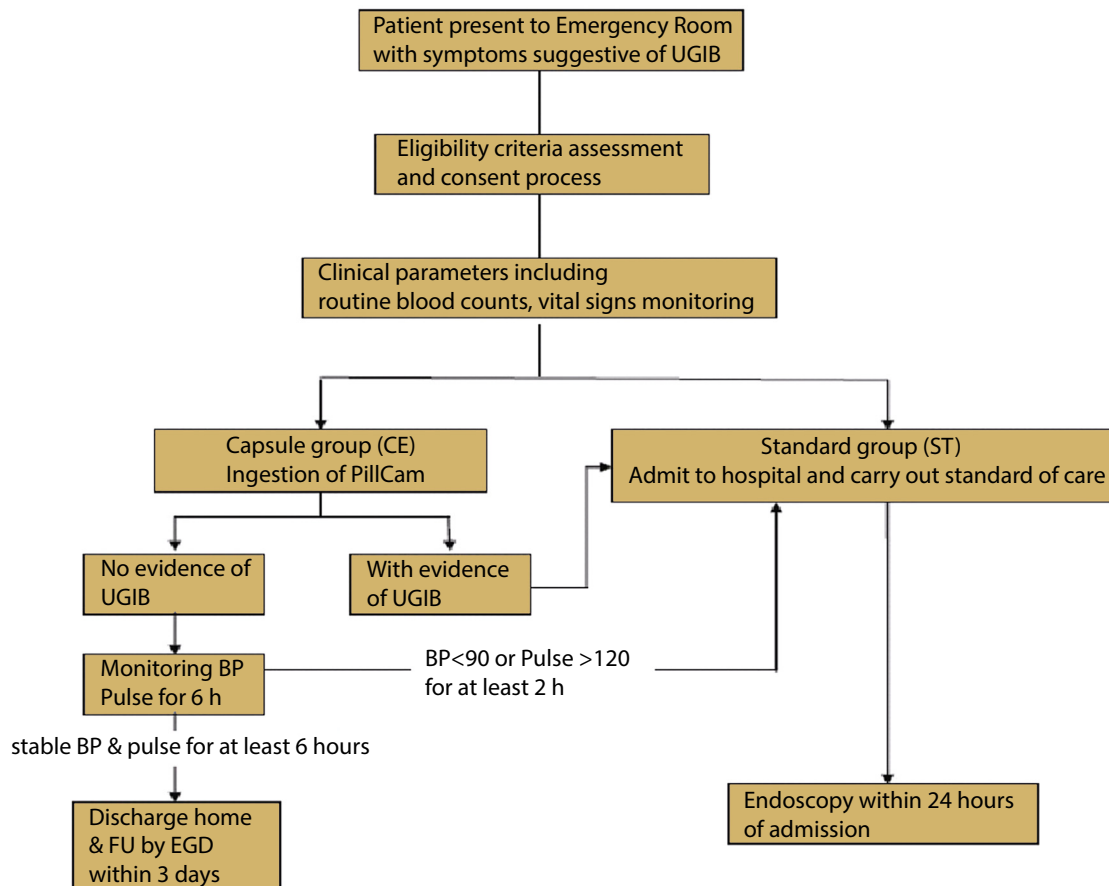 Patient present to Emergency Room
with symptoms suggestive of UGIB
Eligibility criteria assessment
and consent process
Clinical parameters including
routine blood counts, vital signs monitoring
Capsule group (CE)
Ingestion of PillCam
Standard group (ST)
Admit to hospital and carry out standard of care
No evidence of
UGIB
With evidence
of UGIB
Monitoring BP
Pulse for 6 h
BP<90 or Pulse >120
for at least 2 h
stable BP & pulse for at least 6 hours
Discharge home
& FU by EGD
within 3 days
Endoscopy within 24 hours
of admission